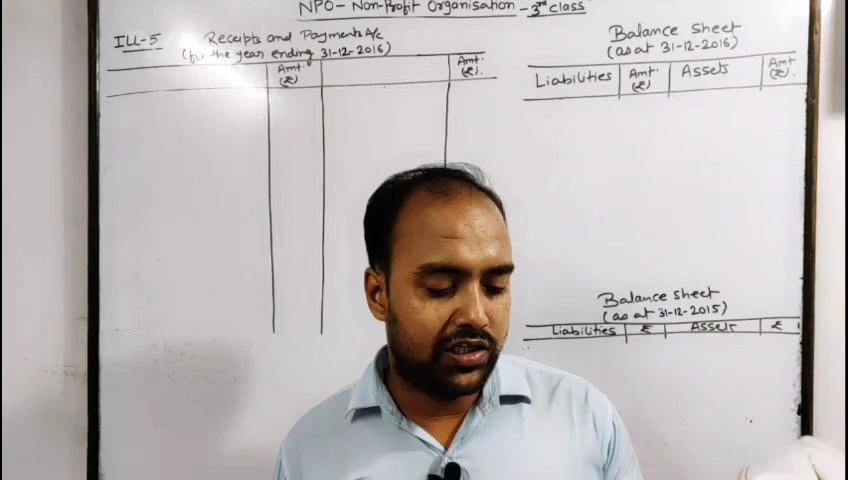 NPO - Non-Profit Organisation - 3rd class
ILL-5
Receipts and Payments A/c
(for the year ending 31-12-2016)
Amt. (₹)
Amt. (₹).
Balance sheet
(as at 31-12-2016)
Liabilities Amt. (₹) Assets Amt. (₹).
Balance sheet
(as at 31-12-2015)
Liabilities ₹ Assets ₹